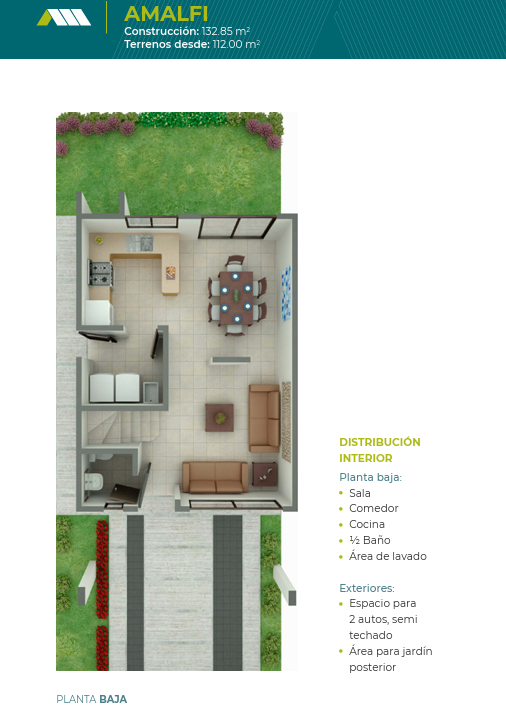 AMALFI
Construcción: 132.85 m²
Terrenos desde: 112.00 m²
DISTRIBUCIÓN
INTERIOR
Planta baja:
• Sala
• Comedor
• Cocina
• ½ Baño
• Área de lavado
Exteriores:
• Espacio para
2 autos, semi
techado
• Área para jardín
posterior
PLANTA BAJA